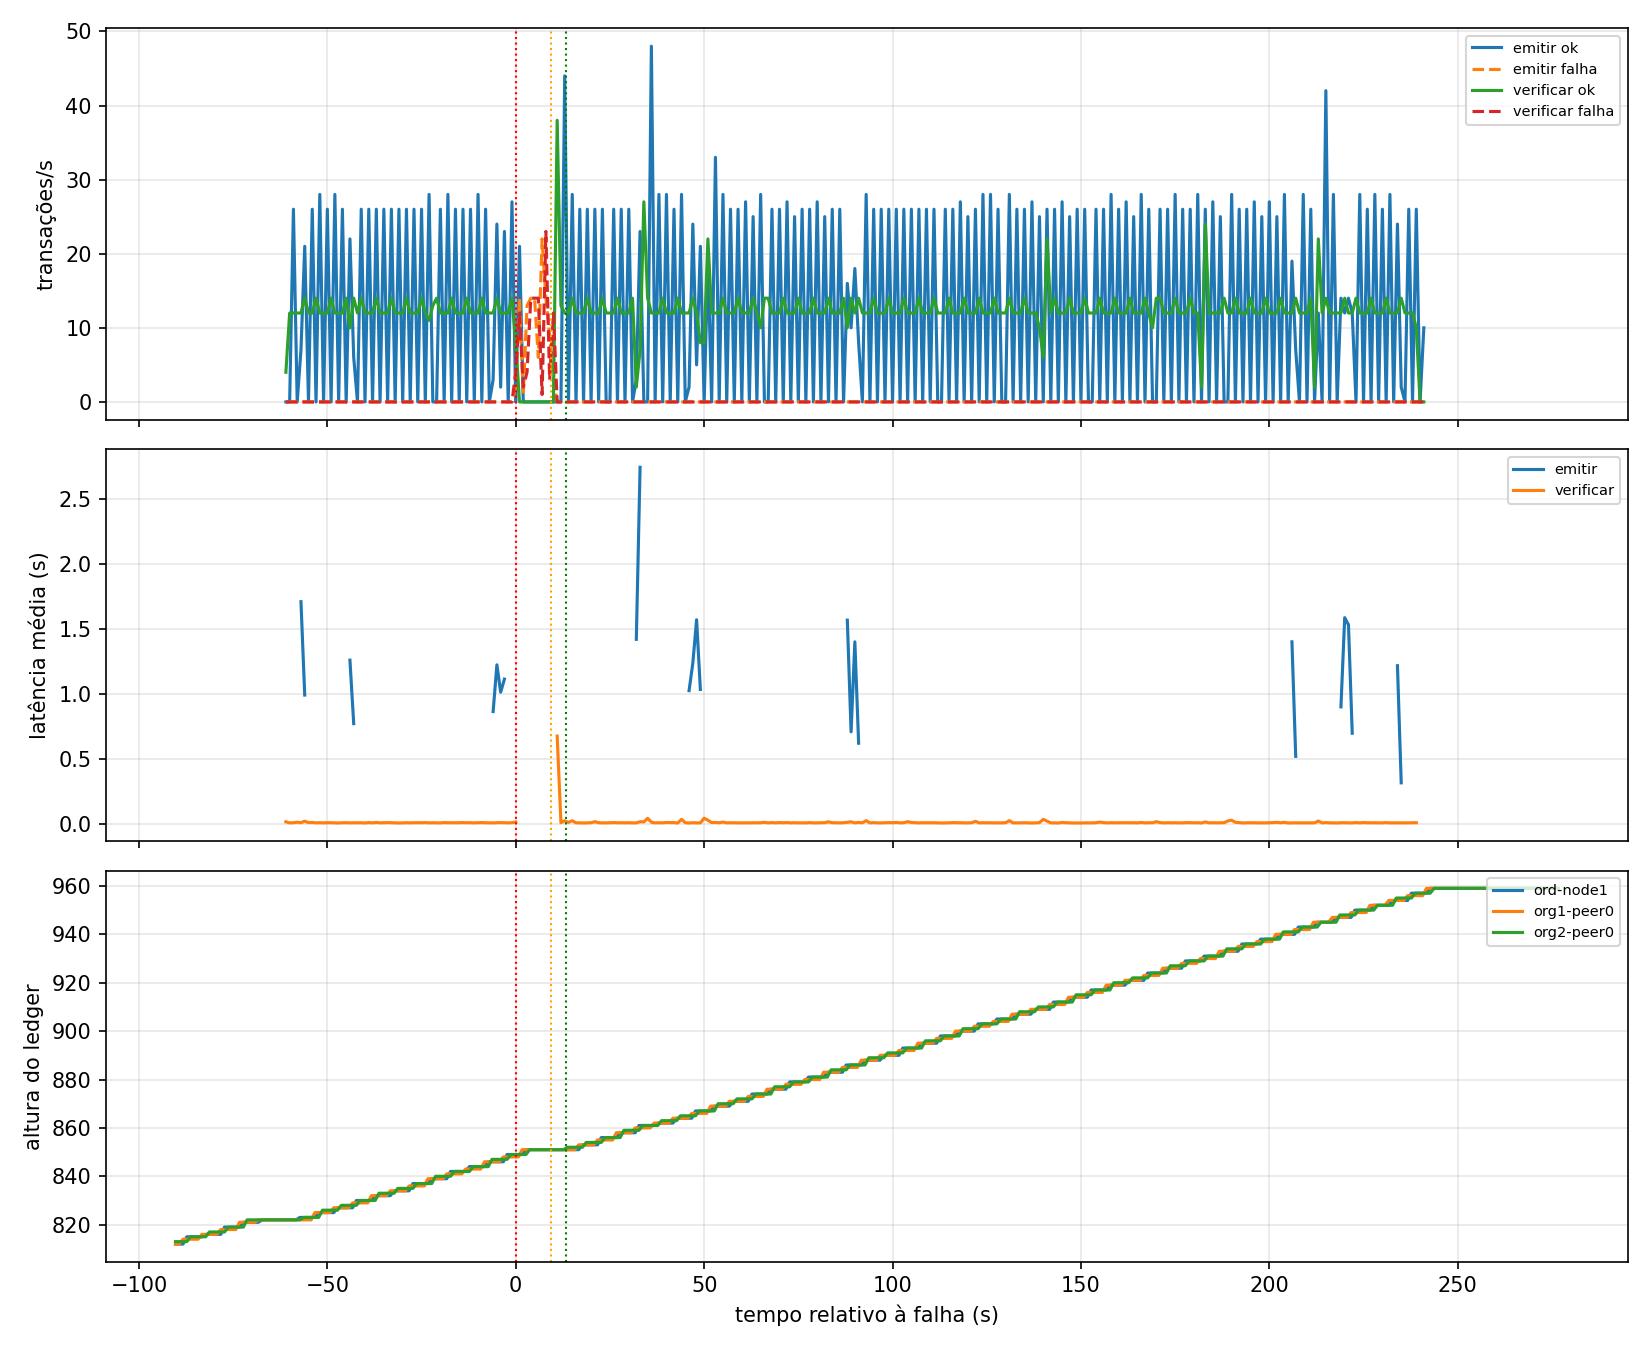 transações/s
50
40
30
20
10
0
emitir ok
emitir falha
verificar ok
verificar falha
latência média (s)
2.5
2.0
1.5
1.0
0.5
0.0
emitir
verificar
altura do ledger
960
940
920
900
880
860
840
820
ord-node1
org1-peer0
org2-peer0
−100 −50 0 50 100 150 200 250
tempo relativo à falha (s)